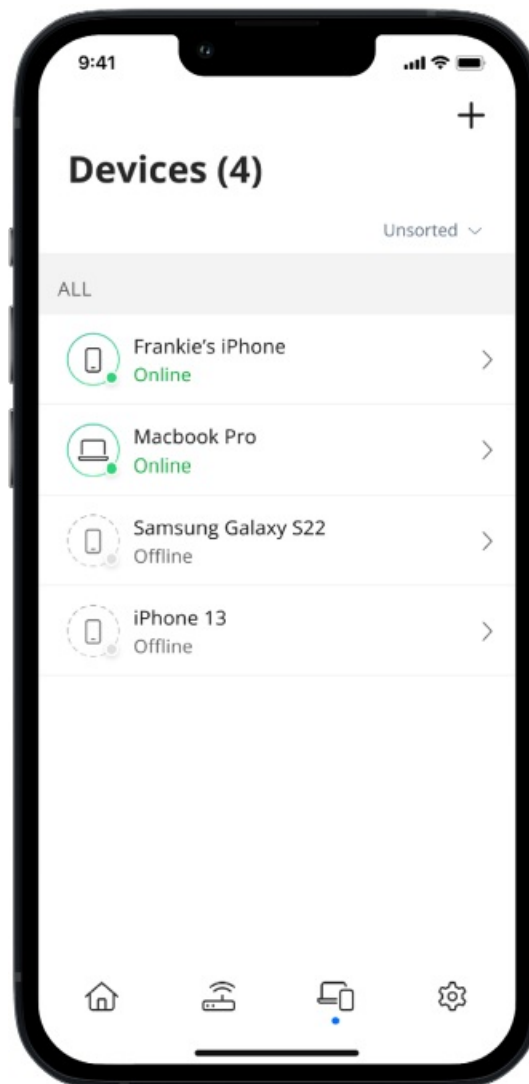 9:41
Devices (4)
Unsorted
ALL
Frankie’s iPhone
Online
Macbook Pro
Online
Samsung Galaxy S22
Offline
iPhone 13
Offline